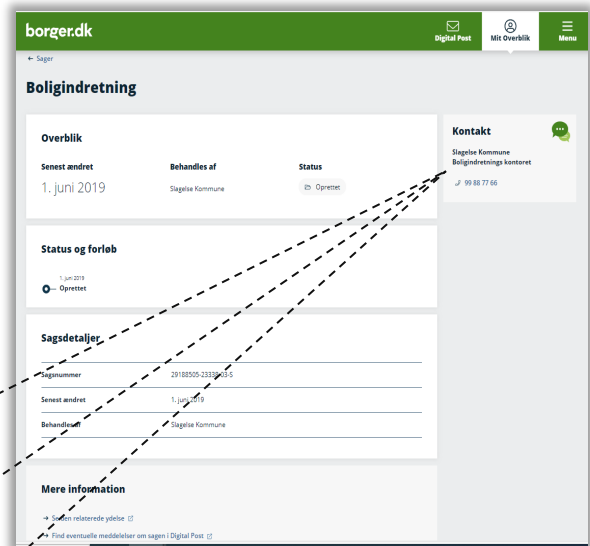 borger.dk
Digital Post
Mit Overblik
Menu
← Sager
Boligindretning
Overblik
Senest ændret
Behandles af
Status
1. juni 2019
Slagelse Kommune
Oprettet
Kontakt
Slagelse Kommune
Boligindretnings kontoret
99 88 77 66
Status og forløb
1. juni 2019
Oprettet
Sagsdetaljer
Sagsnummer
29188505-23338-03-S
Senest ændret
1. juni 2019
Behandles af
Slagelse Kommune
Mere information
→ Se den relaterede ydelse
→ Find eventuelle meddelelser om sagen i Digital Post